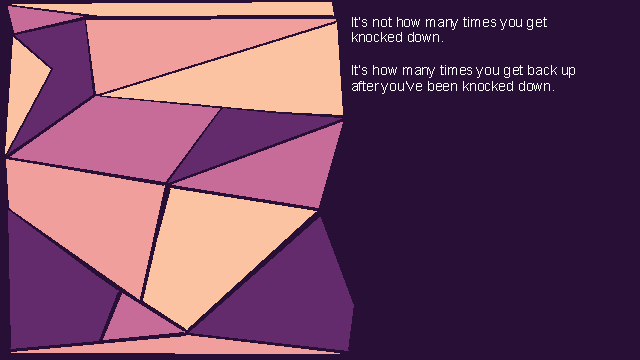 It's not how many times you get
knocked down.
It's how many times you get back up
after you've been knocked down.